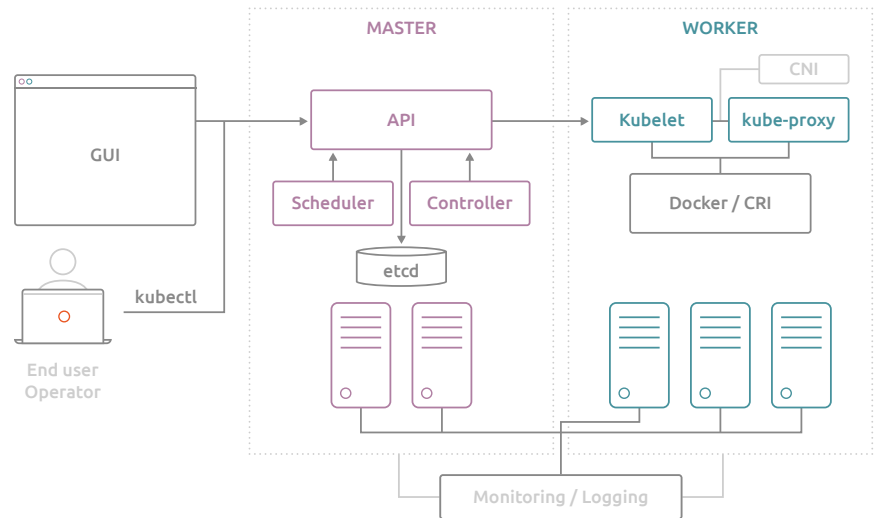 MASTER
WORKER
CNI
GUI
API
Kubelet
kube-proxy
Scheduler
Controller
Docker / CRI
etcd
kubectl
End user
Operator
Monitoring / Logging